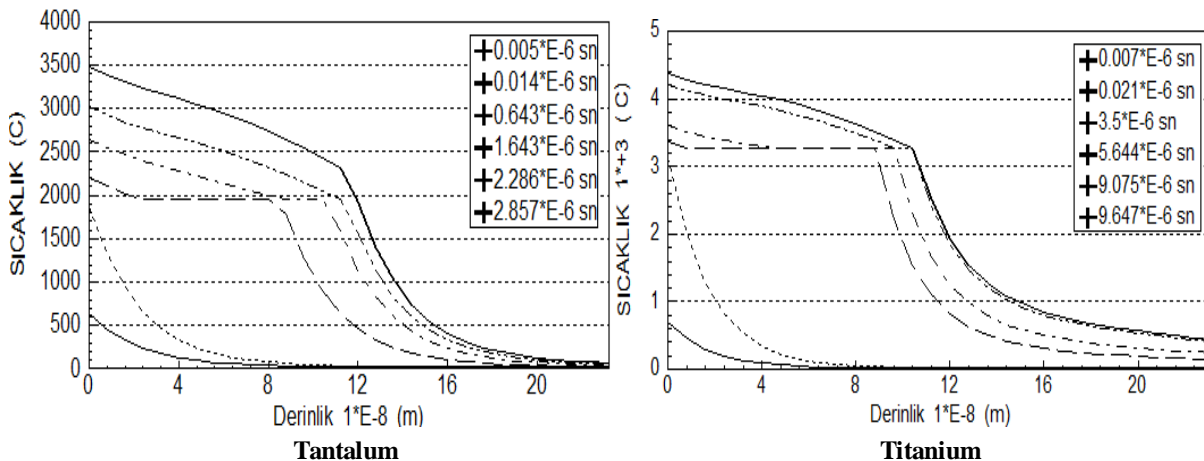 SICAKLIK (C)
4000
3500
3000
2500
2000
1500
1000
500
0
0 4 8 12 16 20
Derinlik 1*E-8 (m)
0.005*E-6 sn
0.014*E-6 sn
0.643*E-6 sn
1.643*E-6 sn
2.286*E-6 sn
2.857*E-6 sn
Tantalum
SICAKLIK 1*+3 ( C)
5
4
3
2
1
0
0 4 8 12 16 20
Derinlik 1*E-8 (m)
0.007*E-6 sn
0.021*E-6 sn
3.5*E-6 sn
5.644*E-6 sn
9.075*E-6 sn
9.647*E-6 sn
Titanium